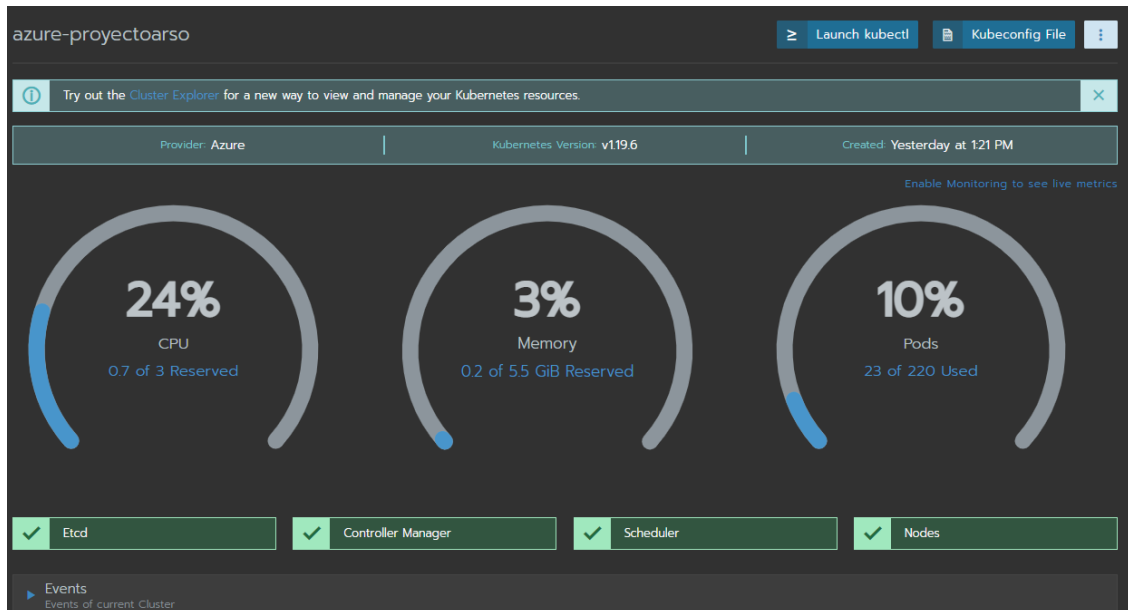 azure-proyectoarso
≥ Launch kubectl
Kubeconfig File
Try out the Cluster Explorer for a new way to view and manage your Kubernetes resources.
Provider: Azure
Kubernetes Version: v1.19.6
Created: Yesterday at 1:21 PM
Enable Monitoring to see live metrics
24%
CPU
0.7 of 3 Reserved
3%
Memory
0.2 of 5.5 GiB Reserved
10%
Pods
23 of 220 Used
Etcd
Controller Manager
Scheduler
Nodes
Events
Events of current Cluster